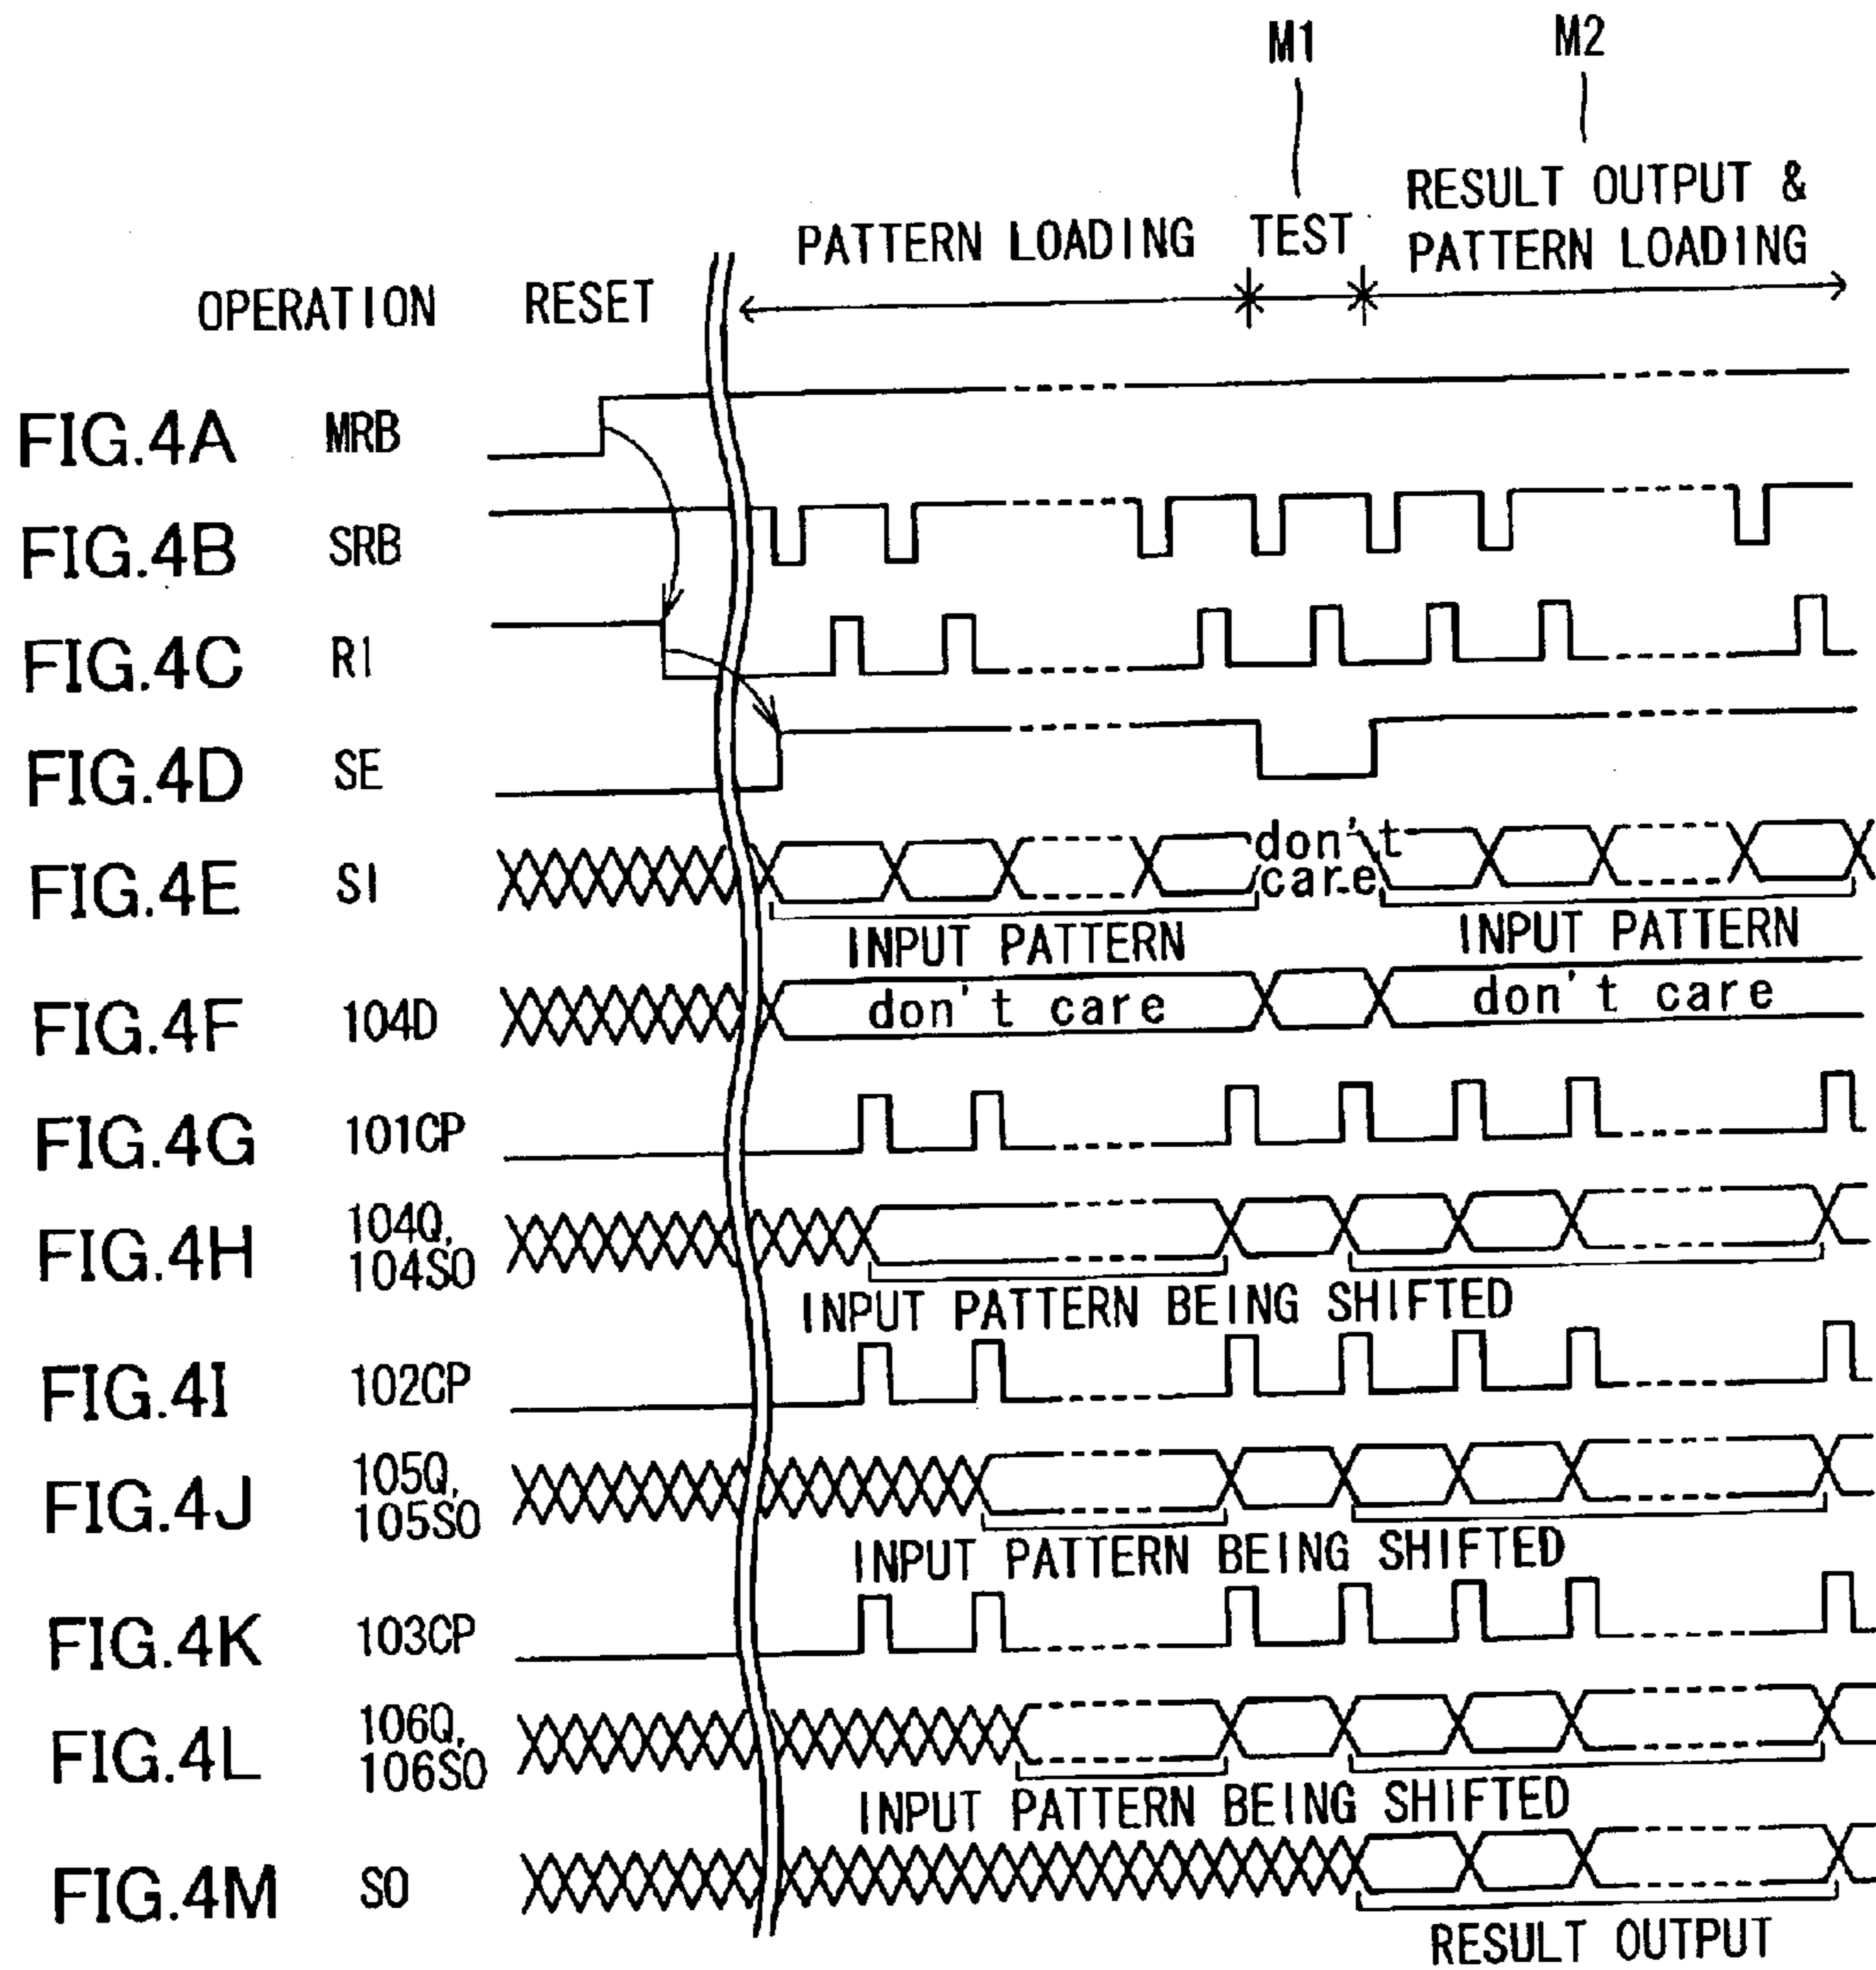 M1
M2
RESULT OUTPUT &
PATTERN LOADING
TEST
PATTERN LOADING
OPERATION
RESET
FIG.4A MRB
FIG.4B SRB
FIG.4C RI
FIG.4D SE
FIG.4E SI
don't
care
INPUT PATTERN
INPUT PATTERN
FIG.4F 104D
don't care
don't care
FIG.4G 101CP
FIG.4H 104Q,
104SO
INPUT PATTERN BEING SHIFTED
FIG.4I 102CP
FIG.4J 105Q,
105SO
INPUT PATTERN BEING SHIFTED
FIG.4K 103CP
FIG.4L 106Q,
106SO
INPUT PATTERN BEING SHIFTED
FIG.4M SO
RESULT OUTPUT